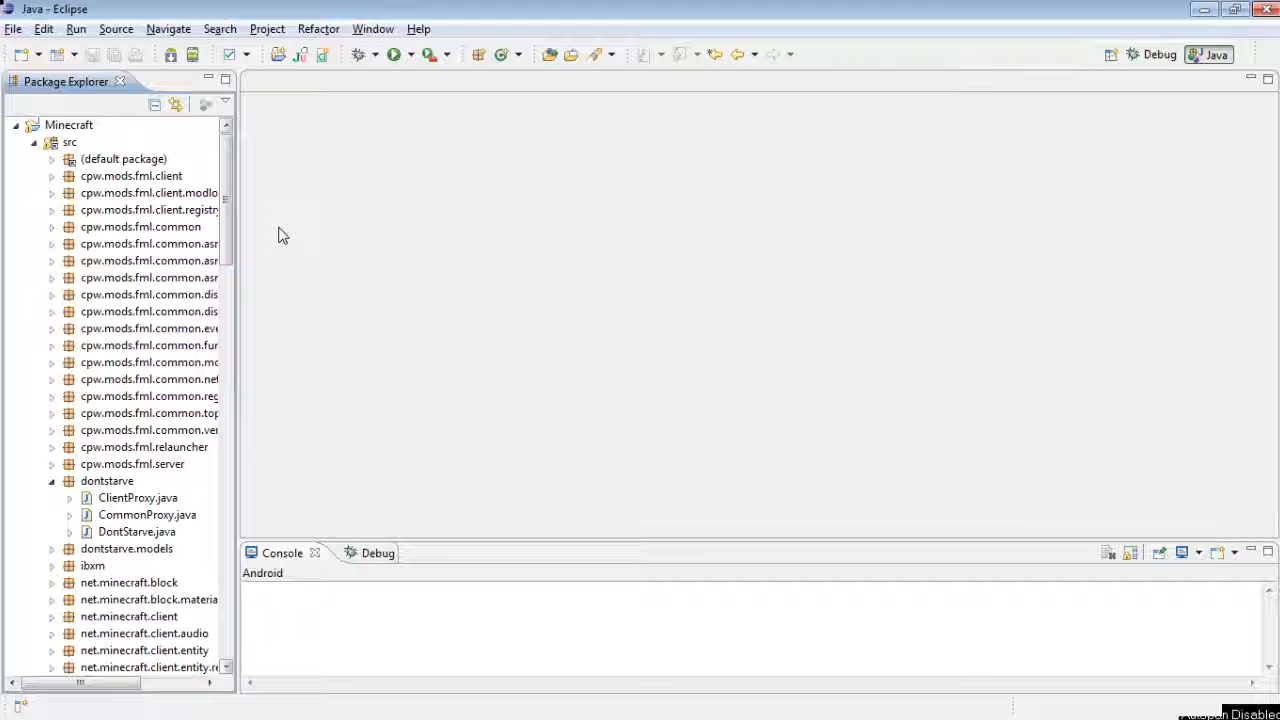 Java - Eclipse
File Edit Run Source Search Navigate Project Refactor Window Help
Debug Java
Package Explorer
Minecraft
src
(default package)
cpw.mods.fml.client
cpw.mods.fml.client.modlo
cpw.mods.fml.client.registr
cpw.mods.fml.common
cpw.mods.fml.common.asr
cpw.mods.fml.common.asr
cpw.mods.fml.common.asr
cpw.mods.fml.common.dis
cpw.mods.fml.common.dis
cpw.mods.fml.common.eve
cpw.mods.fml.common.fur
cpw.mods.fml.common.mo
cpw.mods.fml.common.net
cpw.mods.fml.common.reg
cpw.mods.fml.common.top
cpw.mods.fml.common.ver
cpw.mods.fml.relauncher
cpw.mods.fml.server
dontstarve
ClientProxy.java
CommonProxy.java
DontStarve.java
dontstarve.models
ibxm
net.minecraft.block
net.minecraft.block.materia
net.minecraft.client
net.minecraft.client.audio
net.minecraft.client.entity
net.minecraft.client.entity.re
Console Debug
Android
Disabled